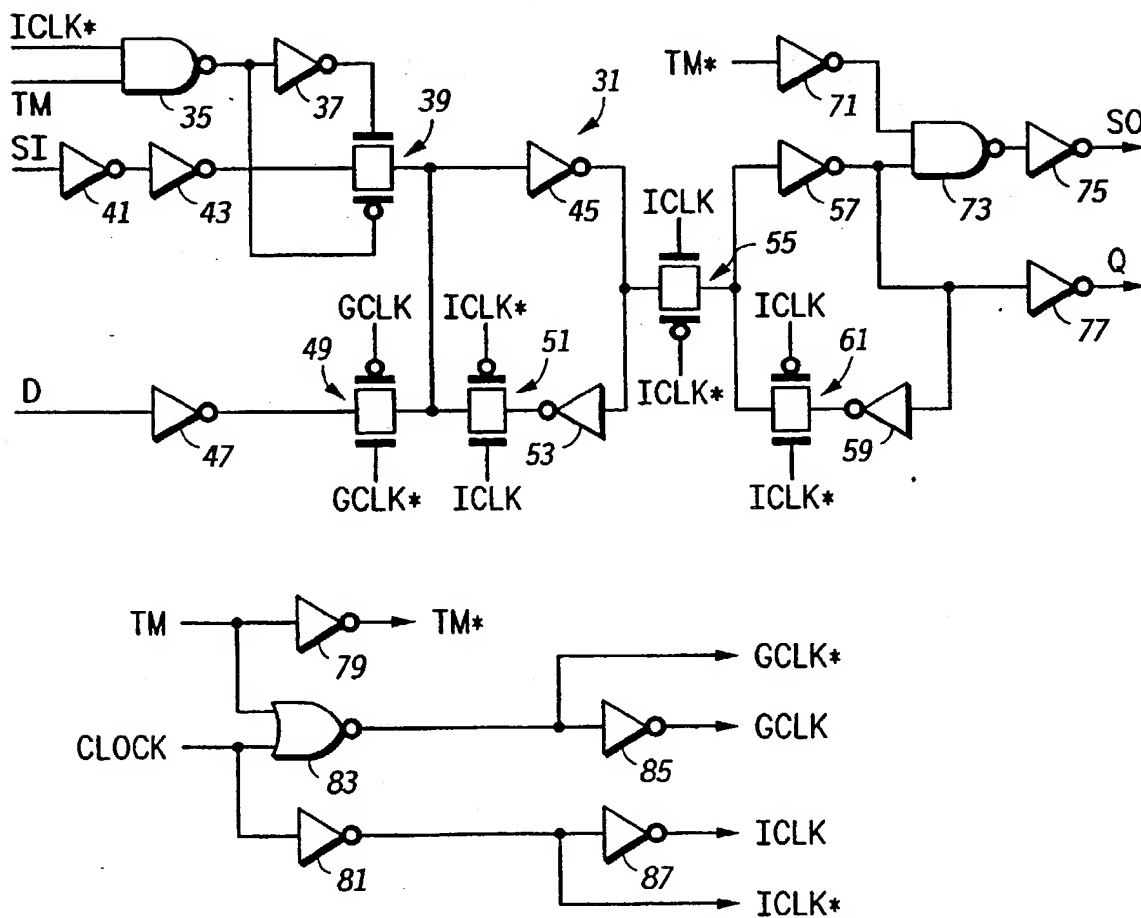 ICLK*
TM
35
37
39
SI
41
43
31
45
TM*
71
57
73
SO
75
ICLK
55
ICLK*
Q
77
GCLK
ICLK*
49
51
D
47
53
GCLK*
ICLK
ICLK
61
59
ICLK*
TM
79
TM*
CLOCK
83
GCLK*
GCLK
85
81
87
ICLK
ICLK*